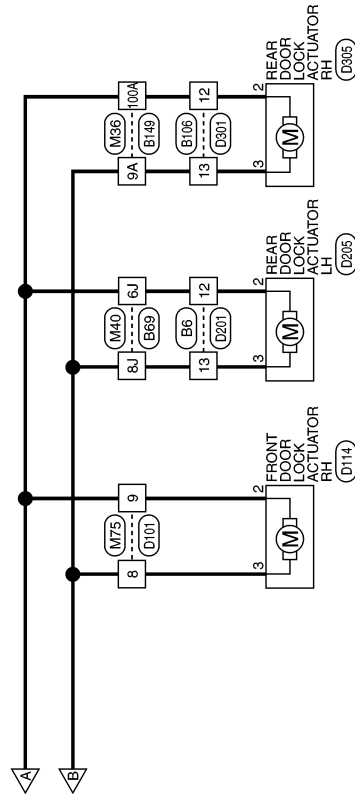 A
B
8
M75
D101
9
3
2
M
FRONT
DOOR
LOCK
ACTUATOR
RH
D114
8J
M40
B69
6J
13
B6
D201
12
3
2
M
REAR
DOOR
LOCK
ACTUATOR
LH
D205
9A
M36
B149
100A
13
B106
D301
12
3
2
M
REAR
DOOR
LOCK
ACTUATOR
RH
D305